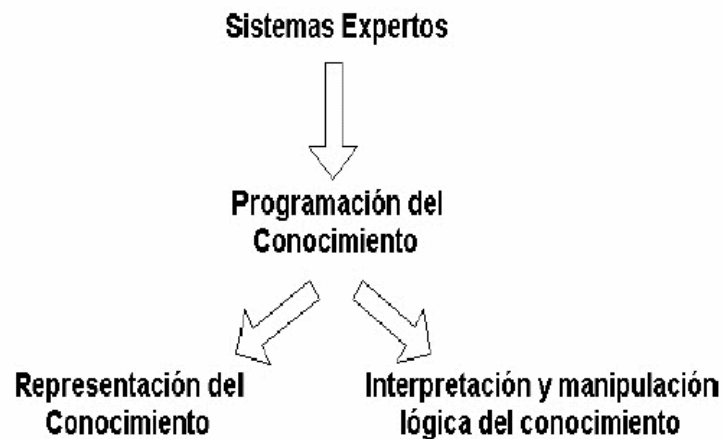 Sistemas Expertos
Programación del
Conocimiento
Representación del
Conocimiento
Interpretación y manipulación
lógica del conocimiento